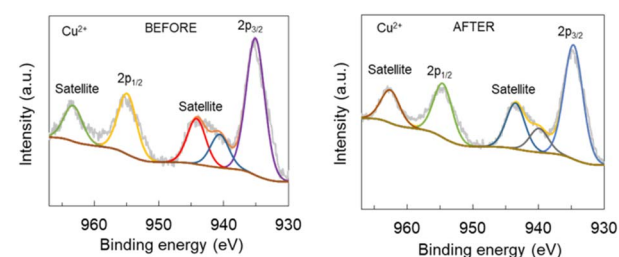 Cu²⁺ BEFORE 2p₃/₂
Satellite 2p₁/₂ Satellite
Intensity (a.u.)
960 950 940 930
Binding energy (eV)
Cu²⁺ AFTER 2p₃/₂
Satellite 2p₁/₂ Satellite
Intensity (a.u.)
960 950 940 930
Binding energy (eV)